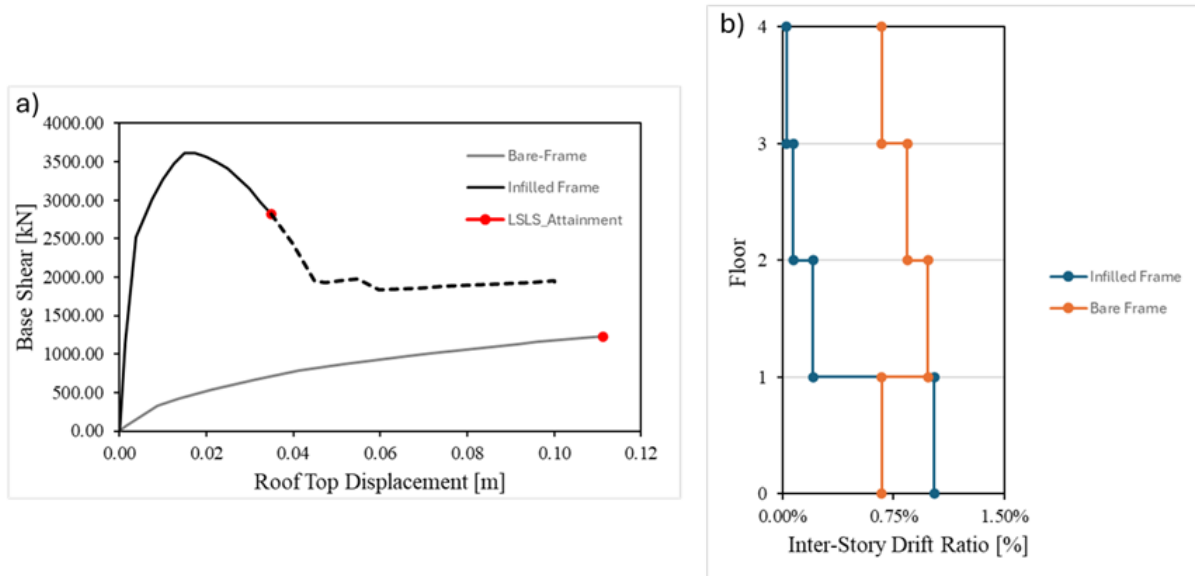 a)
4000.00
3500.00
3000.00
2500.00
2000.00
1500.00
1000.00
500.00
0.00
Base Shear [kN]
Bare-Frame
Infilled Frame
LSLS_Attainment
0.00 0.02 0.04 0.06 0.08 0.10 0.12
Roof Top Displacement [m]
b)
4
3
2
1
0
Floor
Infilled Frame
Bare Frame
0.00% 0.75% 1.50%
Inter-Story Drift Ratio [%]